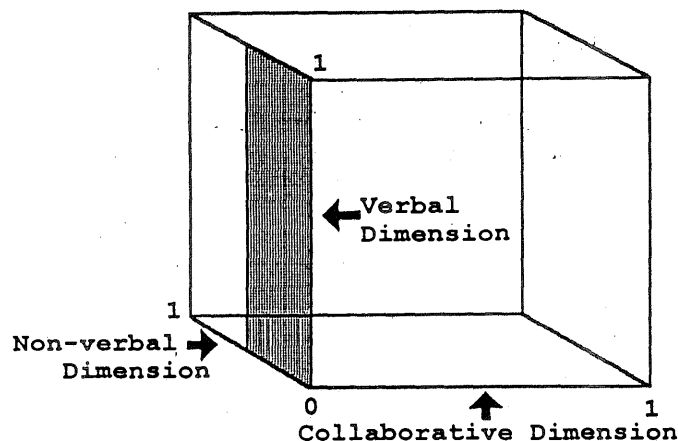 1
Verbal
Dimension
1
Non-verbal
Dimension
0
1
Collaborative Dimension